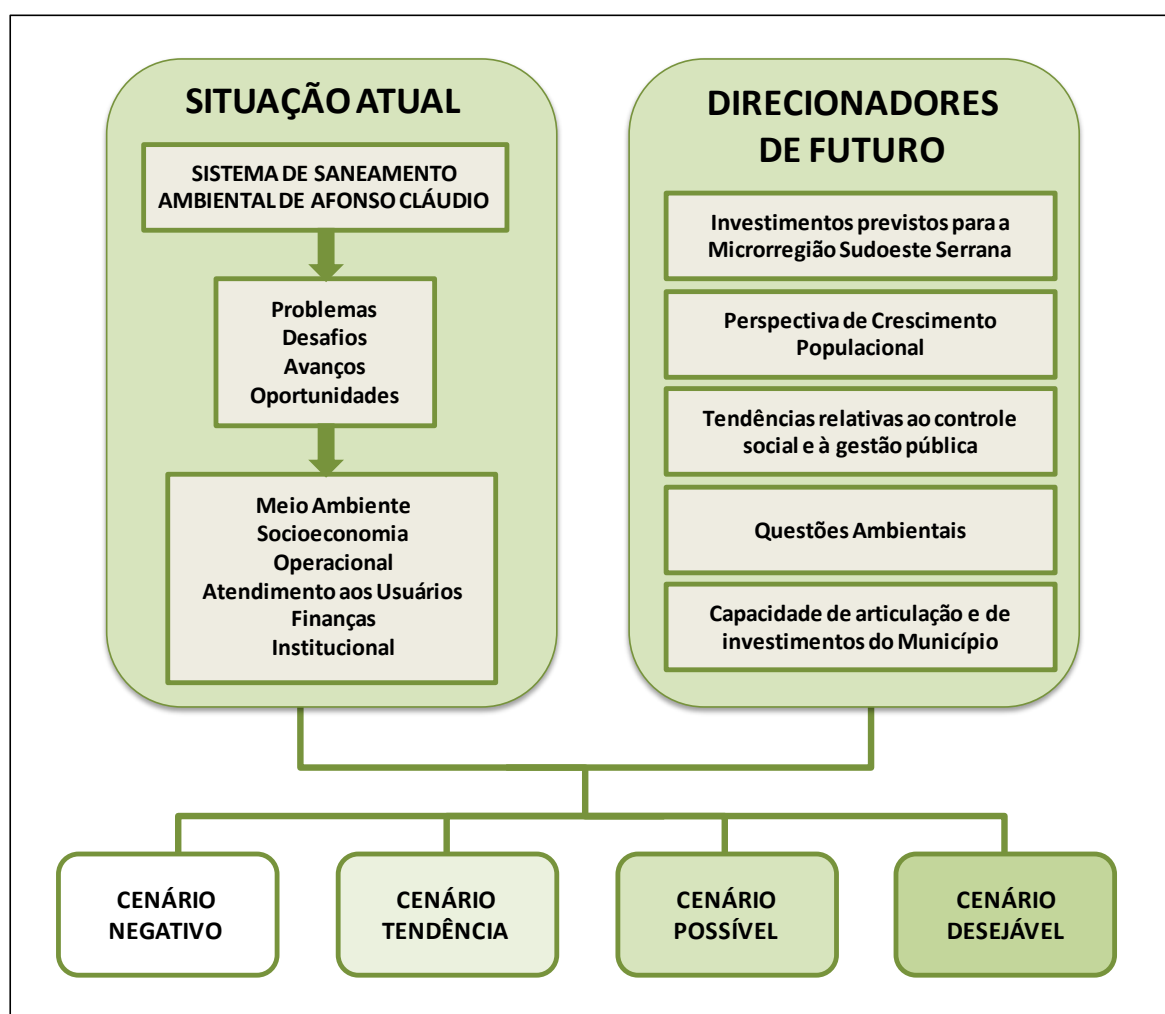 SITUAÇÃO ATUAL
SISTEMA DE SANEAMENTO
AMBIENTAL DE AFONSO CLÁUDIO
Problemas
Desafios
Avanços
Oportunidades
Meio Ambiente
Socioeconomia
Operacional
Atendimento aos Usuários
Finanças
Institucional
DIRECIONADORES
DE FUTURO
Investimentos previstos para a
Microrregião Sudoeste Serrana
Perspectiva de Crescimento
Populacional
Tendências relativas ao controle
social e à gestão pública
Questões Ambientais
Capacidade de articulação e de
investimentos do Município
CENÁRIO
NEGATIVO
CENÁRIO
TENDÊNCIA
CENÁRIO
POSSÍVEL
CENÁRIO
DESEJÁVEL